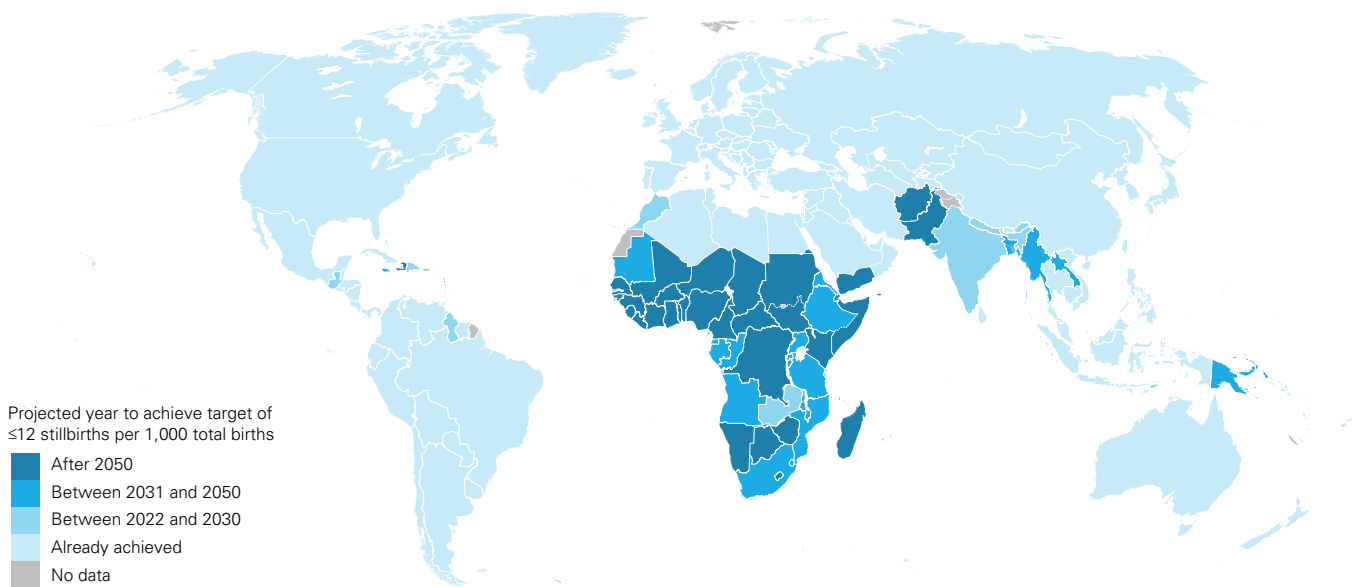 Projected year to achieve target of
≤12 stillbirths per 1,000 total births
After 2050
Between 2031 and 2050
Between 2022 and 2030
Already achieved
No data